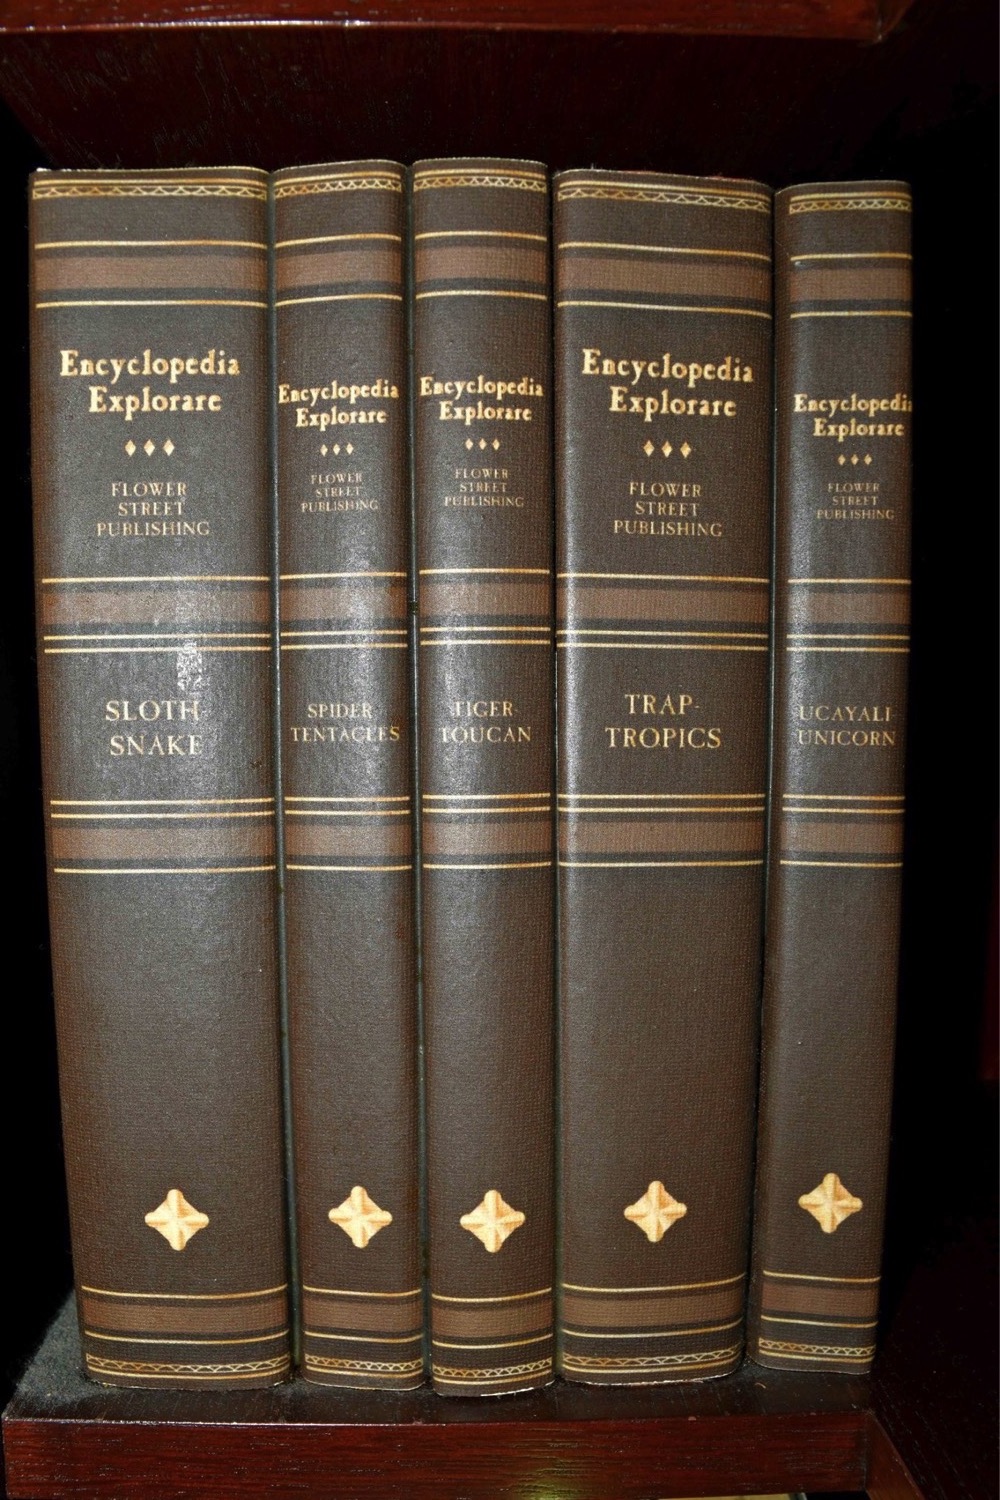 Encyclopedia
Explorare
FLOWER
STREET
PUBLISHING
SLOTH-
SNAKE
Encyclopedia
Explorare
FLOWER
STREET
PUBLISHING
SPIDER
TENTACLES
Encyclopedia
Explorare
FLOWER
STREET
PUBLISHING
TIGER
TOUCAN
Encyclopedia
Explorare
FLOWER
STREET
PUBLISHING
TRAP-
TROPICS
Encyclopedia
Explorare
FLOWER
STREET
PUBLISHING
UCAYALI
UNICORN